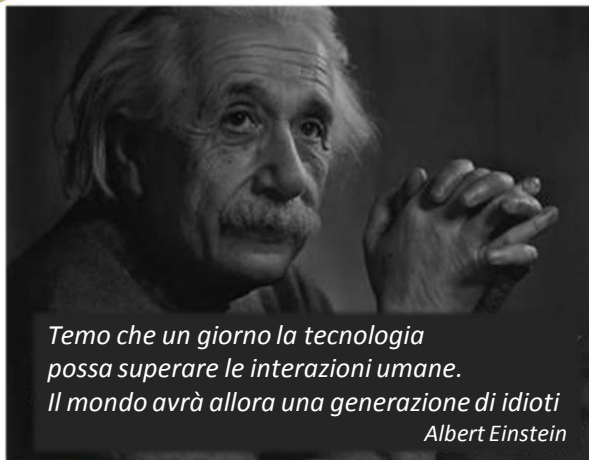 Temo che un giorno la tecnologia
possa superare le interazioni umane.
Il mondo avrà allora una generazione di idioti
Albert Einstein